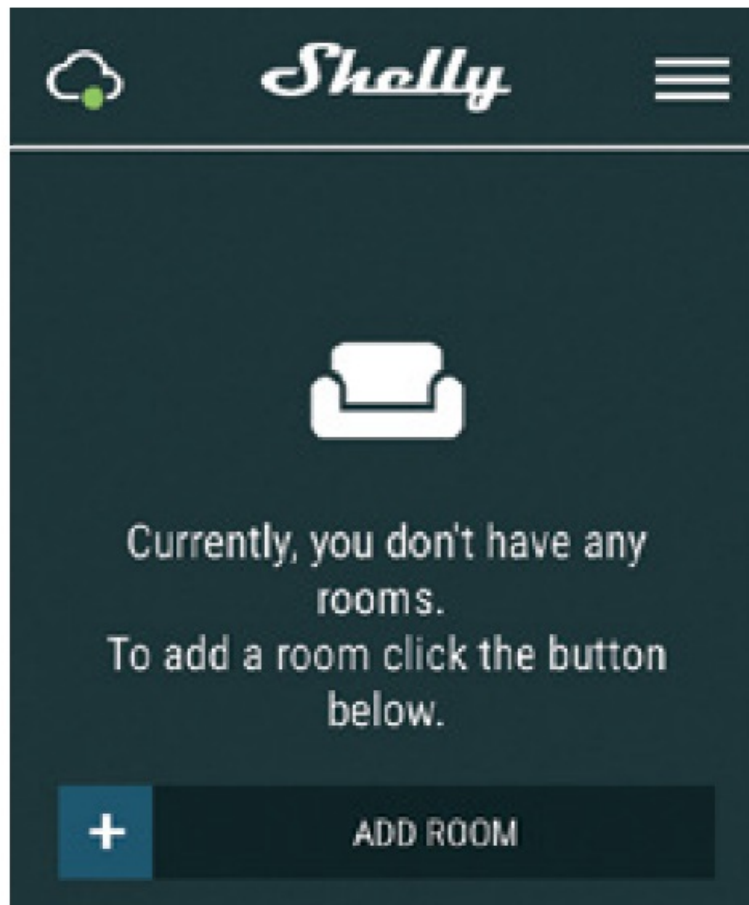 Shelly
Currently, you don't have any
rooms.
To add a room click the button
below.
+ ADD ROOM